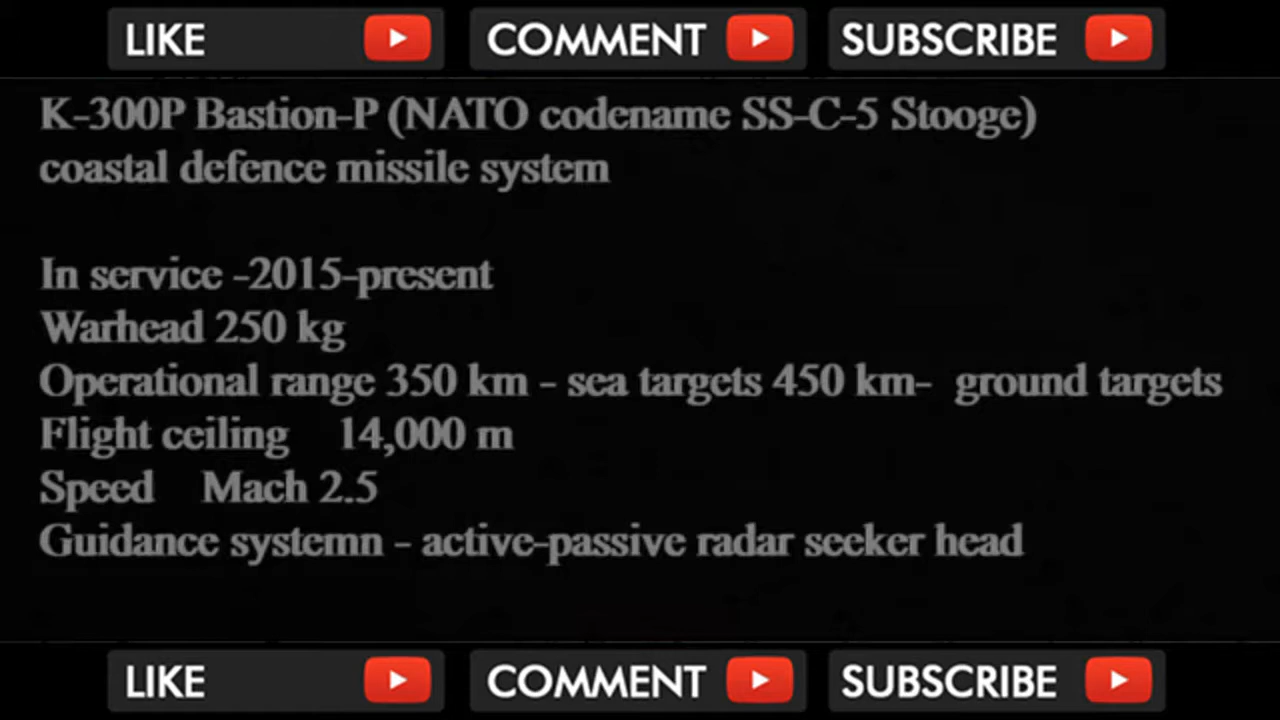 LIKE COMMENT SUBSCRIBE
K-300P Bastion-P (NATO codename SS-C-5 Stooge)
coastal defence missile system
In service -2015-present
Warhead 250 kg
Operational range 350 km - sea targets 450 km- ground targets
Flight ceiling 14,000 m
Speed Mach 2.5
Guidance systemn - active-passive radar seeker head
LIKE COMMENT SUBSCRIBE